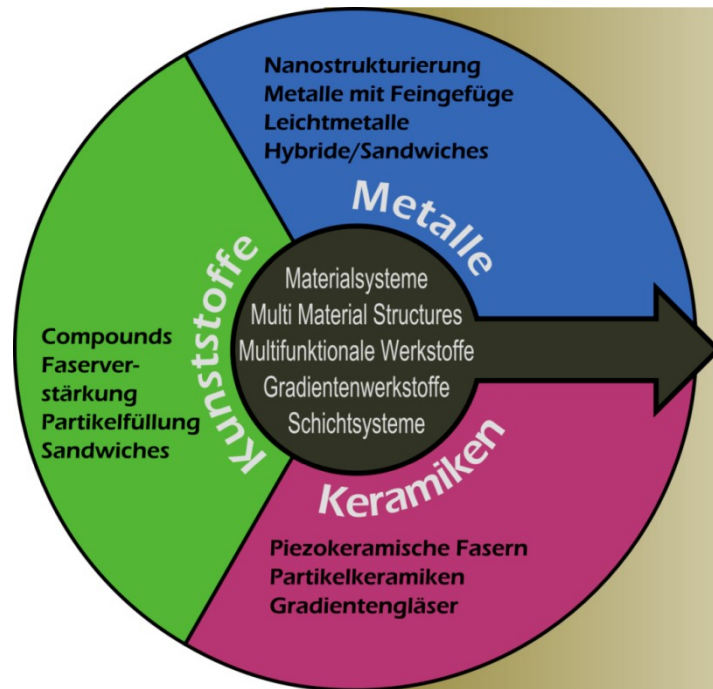 Nanostrukturierung
Metalle mit Feingefüge
Leichtmetalle
Hybride/Sandwiches
Metalle
Kunststoffe
Compounds
Faserver-
stärkung
Partikelfüllung
Sandwiches
Materialsysteme
Multi Material Structures
Multifunktionale Werkstoffe
Gradientenwerkstoffe
Schichtsysteme
Keramiken
Piezokeramische Fasern
Partikelkeramiken
Gradientengläser